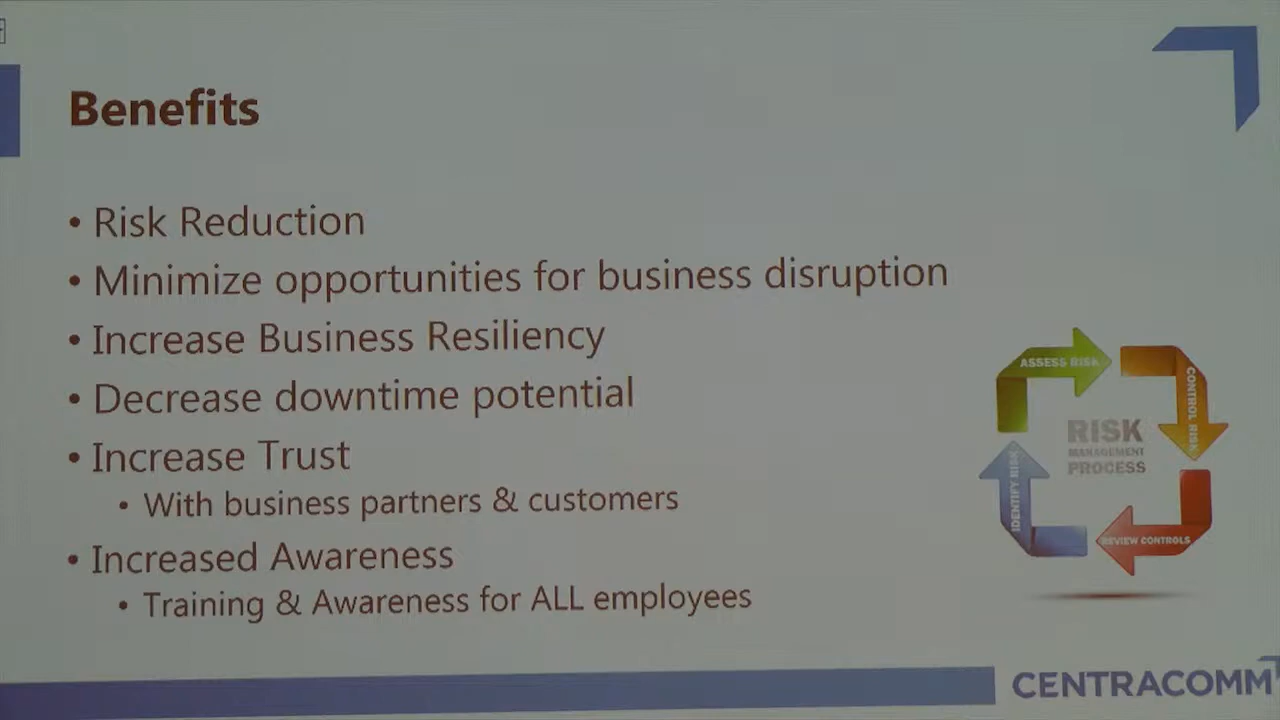 Benefits
• Risk Reduction
• Minimize opportunities for business disruption
• Increase Business Resiliency
• Decrease downtime potential
• Increase Trust
• With business partners & customers
• Increased Awareness
• Training & Awareness for ALL employees
ASSESS RISK
CONTROL RISK
REVIEW CONTROLS
IDENTIFY RISK
RISK
MANAGEMENT
PROCESS
CENTRACOMM